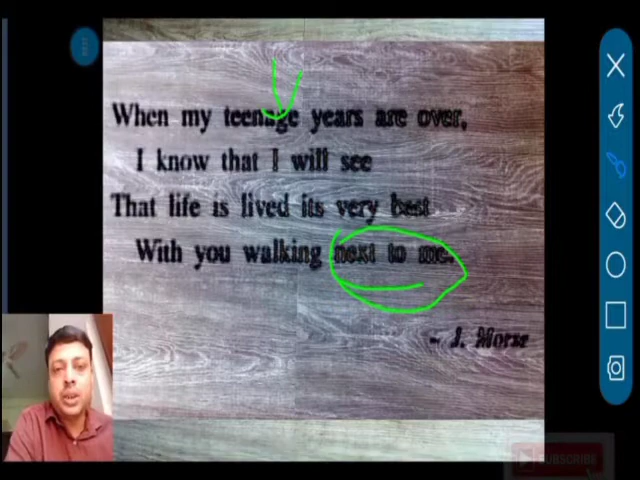 When my teenage years are over,
I know that I will see
That life is lived its very best
With you walking next to me.
- J. Morse
SUBSCRIBE